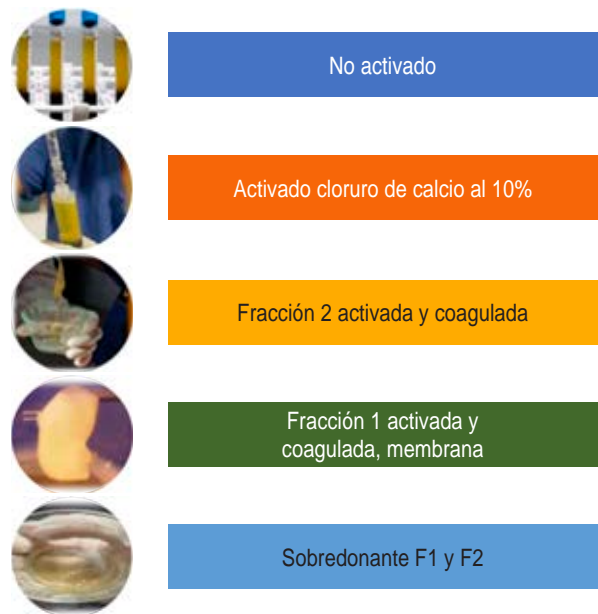 No activado
Activado cloruro de calcio al 10%
Fracción 2 activada y coagulada
Fracción 1 activada y
coagulada, membrana
Sobredonante F1 y F2